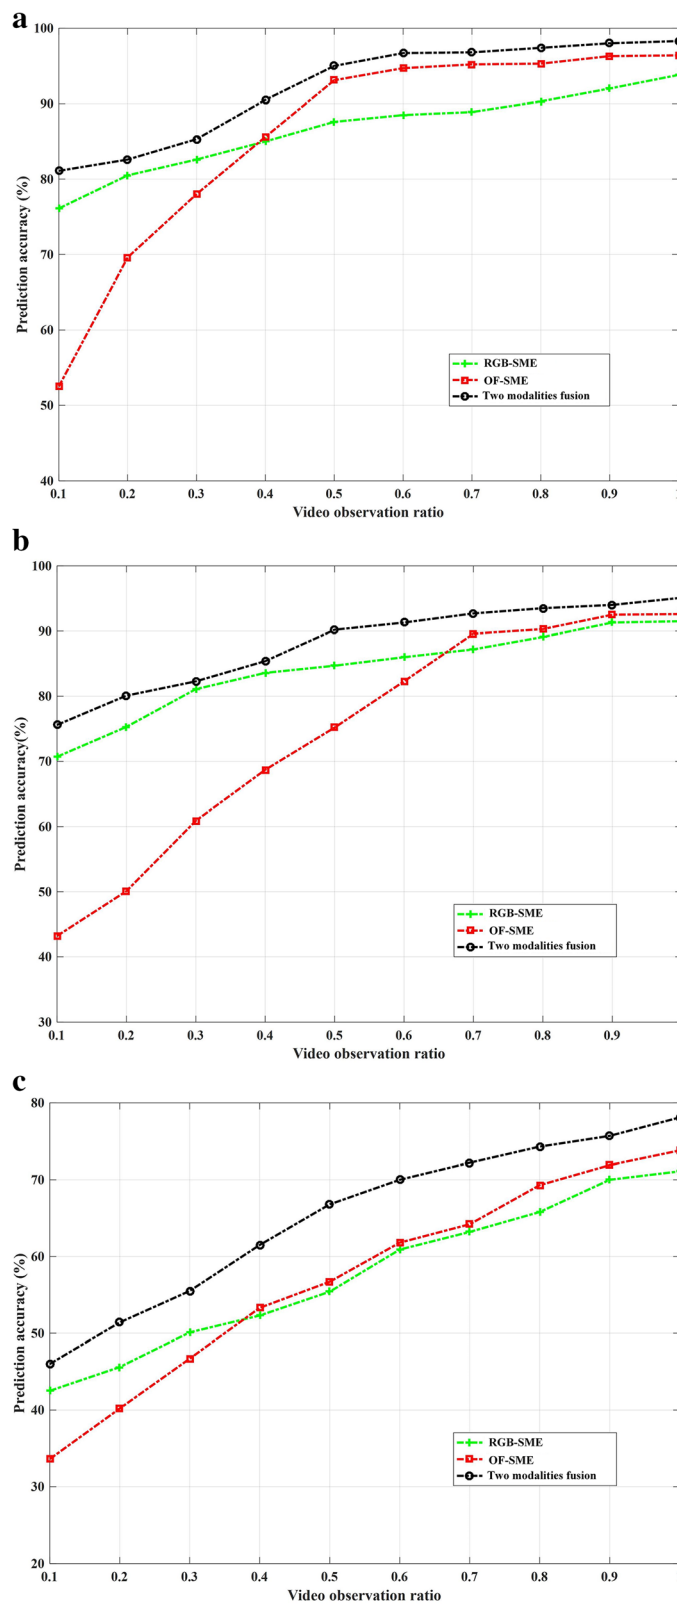 a
100
90
80
70
60
50
40
Prediction accuracy (%)
RGB-SME
OF-SME
Two modalities fusion
0.1 0.2 0.3 0.4 0.5 0.6 0.7 0.8 0.9
Video observation ratio
b
100
90
80
70
60
50
40
30
Prediction accuracy(%)
RGB-SME
OF-SME
Two modalities fusion
0.1 0.2 0.3 0.4 0.5 0.6 0.7 0.8 0.9
Video observation ratio
c
80
70
60
50
40
30
20
Prediction accuracy (%)
RGB-SME
OF-SME
Two modalities fusion
0.1 0.2 0.3 0.4 0.5 0.6 0.7 0.8 0.9
Video observation ratio